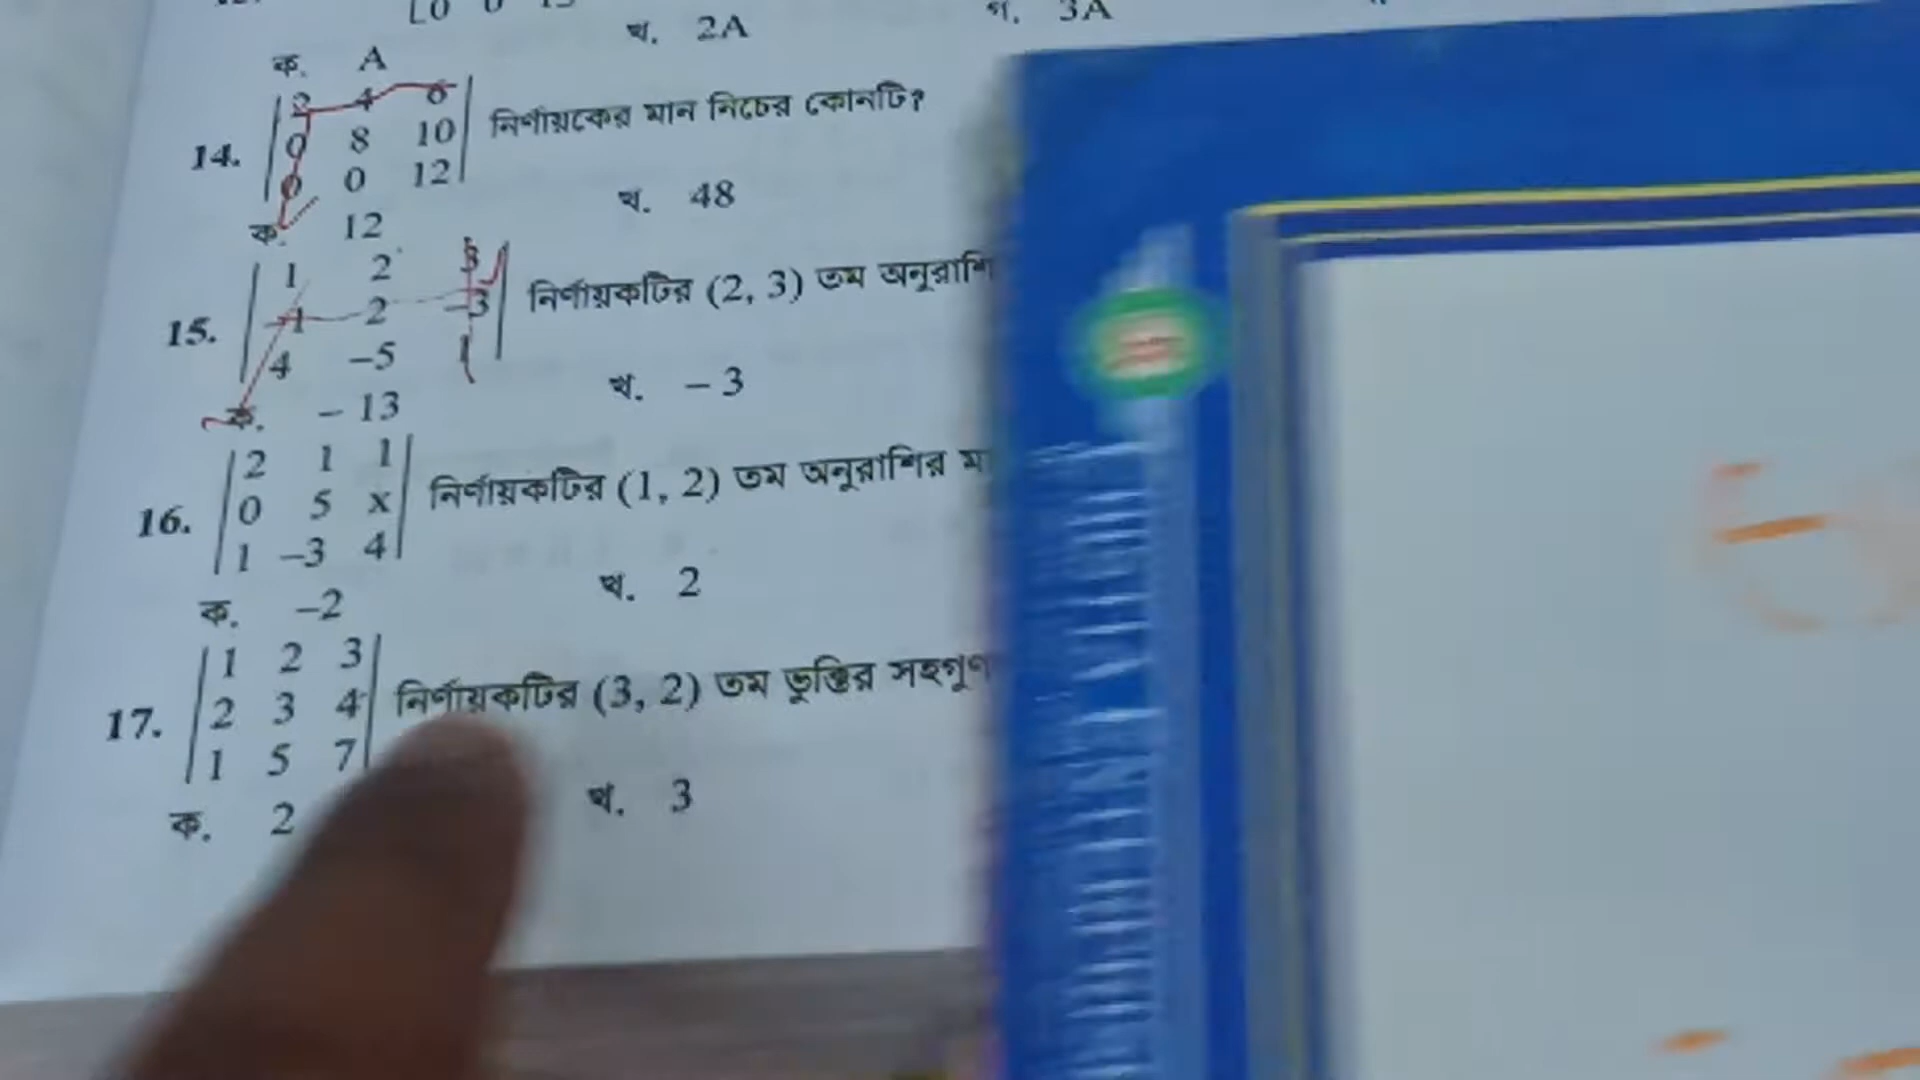 খ. 2A
গ. 3A
ক. A
14. | 2 4 6 | নির্ণায়কের মান নিচের কোনটি?
0 8 10
0 0 12
ক. 12
খ. 48
15. | 1 2 3 | নির্ণায়কটির (2, 3) তম অনুরাশি
-1 2 -3
4 -5 1
ক. - 13
খ. - 3
16. | 2 1 1 | নির্ণায়কটির (1, 2) তম অনুরাশির
0 5 x
1 -3 4
ক. -2
খ. 2
17. | 1 2 3 | নির্ণায়কটির (3, 2) তম ভুক্তির সহগুণ
2 3 4
1 5 7
ক. 2
খ. 3